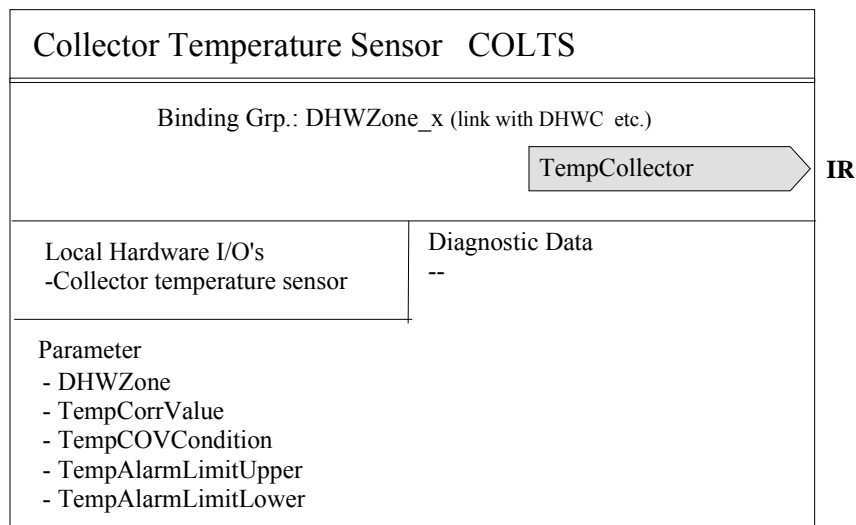 Collector Temperature Sensor COLTS
Binding Grp.: DHWZone_x (link with DHWC etc.)
TempCollector
IR
Local Hardware I/O's
-Collector temperature sensor
Diagnostic Data
--
Parameter
- DHWZone
- TempCorrValue
- TempCOVCondition
- TempAlarmLimitUpper
- TempAlarmLimitLower